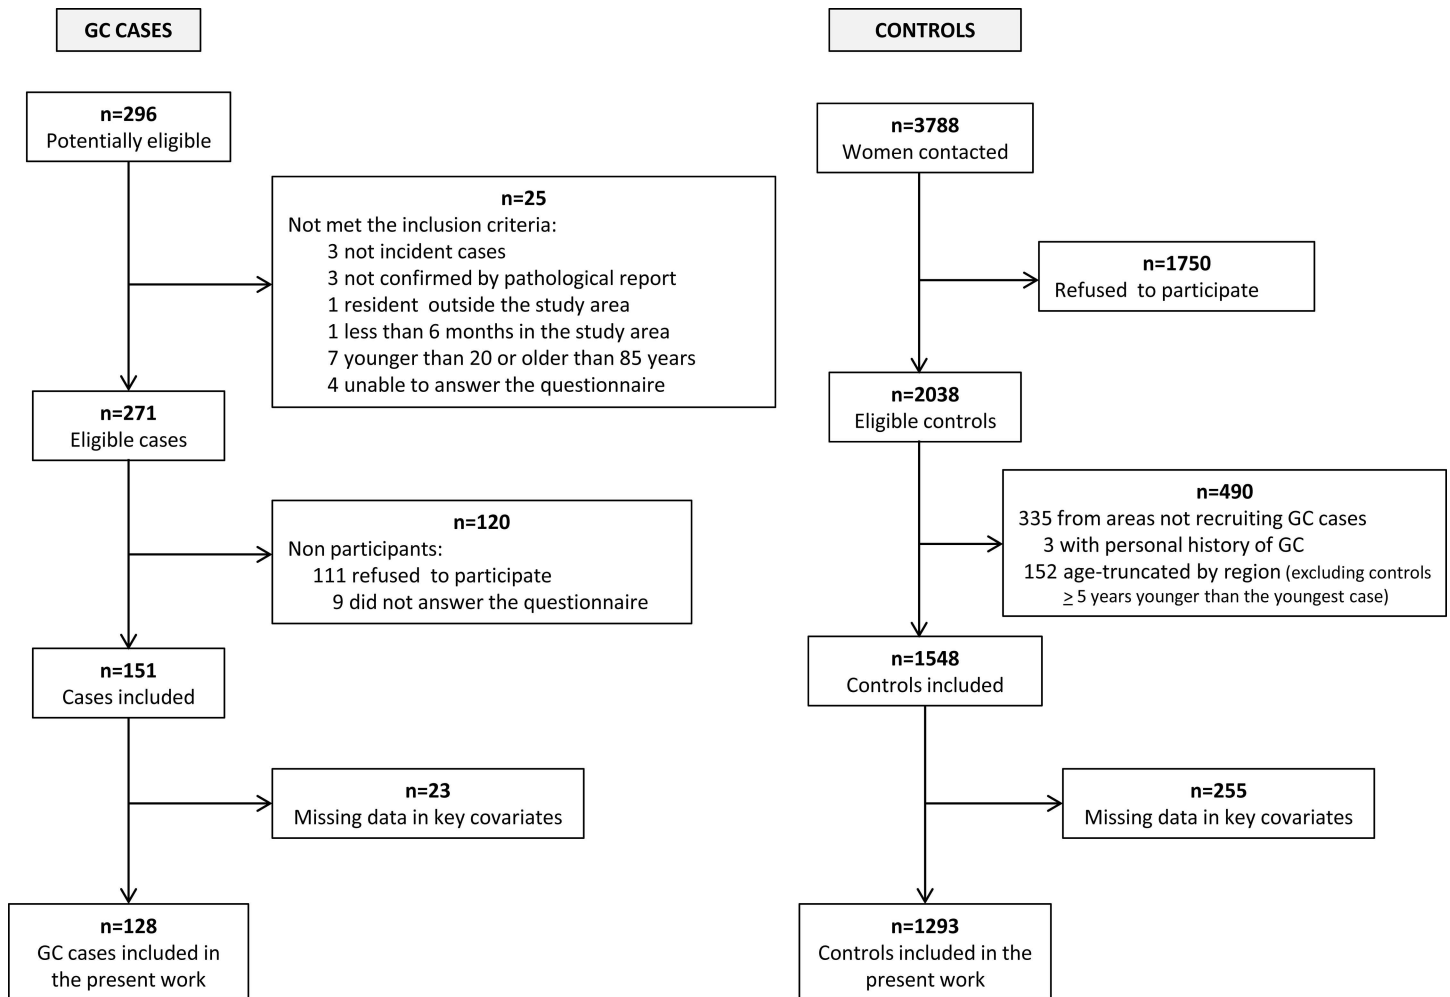 GC CASES
n=296
Potentially eligible
n=25
Not met the inclusion criteria:
3 not incident cases
3 not confirmed by pathological report
1 resident outside the study area
1 less than 6 months in the study area
7 younger than 20 or older than 85 years
4 unable to answer the questionnaire
n=271
Eligible cases
n=120
Non participants:
111 refused to participate
9 did not answer the questionnaire
n=151
Cases included
n=23
Missing data in key covariates
n=128
GC cases included in
the present work
CONTROLS
n=3788
Women contacted
n=1750
Refused to participate
n=2038
Eligible controls
n=490
335 from areas not recruiting GC cases
3 with personal history of GC
152 age-truncated by region (excluding controls
≥ 5 years younger than the youngest case)
n=1548
Controls included
n=255
Missing data in key covariates
n=1293
Controls included in the
present work